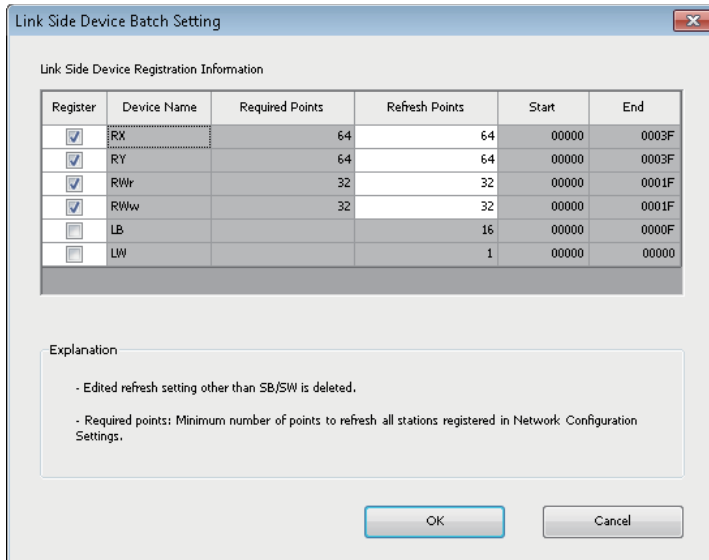 Link Side Device Batch Setting
Link Side Device Registration Information
Register Device Name Required Points Refresh Points Start End
RX 64 64 00000 0003F
RY 64 64 00000 0003F
RWr 32 32 00000 0001F
RWw 32 32 00000 0001F
LB 16 00000 0000F
LW 1 00000 00000
Explanation
- Edited refresh setting other than SB/SW is deleted.
- Required points: Minimum number of points to refresh all stations registered in Network Configuration
Settings.
OK Cancel